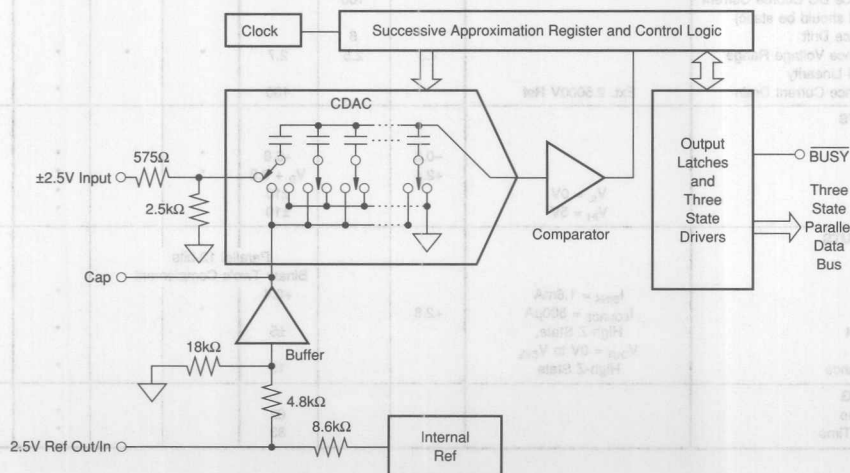 Clock
Successive Approximation Register and Control Logic
CDAC
575Ω
±2.5V Input
2.5kΩ
Comparator
Output
Latches
and
Three
State
Drivers
BUSY
Three
State
Paralle
Data
Bus
Cap
Buffer
18kΩ
4.8kΩ
8.6kΩ
2.5V Ref Out/In
Internal
Ref